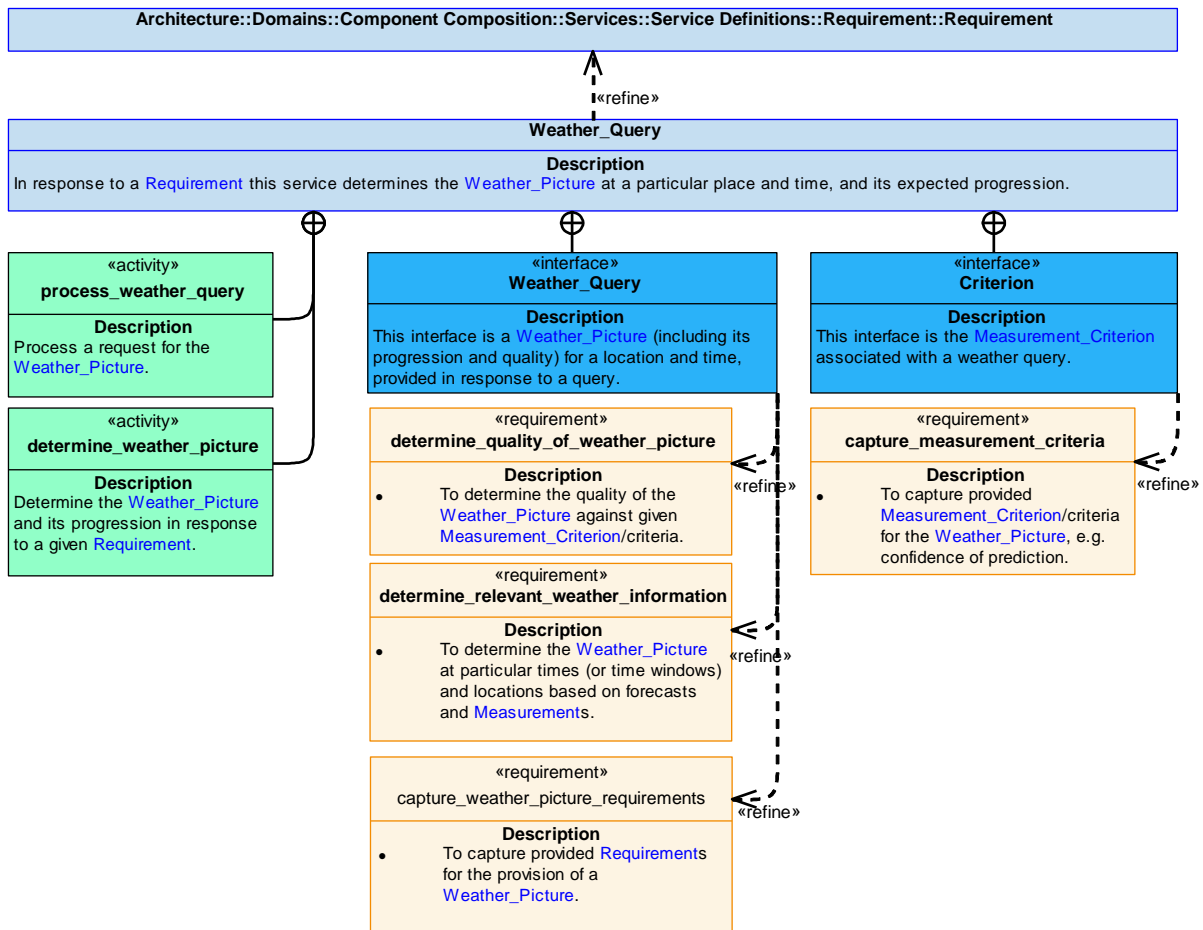 Architecture::Domains::Component Composition::Services::Service Definitions::Requirement::Requirement
«refine»
Weather_Query
Description
In response to a Requirement this service determines the Weather_Picture at a particular place and time, and its expected progression.
«activity»
process_weather_query
Description
Process a request for the
Weather_Picture.
«activity»
determine_weather_picture
Description
Determine the Weather_Picture
and its progression in response
to a given Requirement.
«interface»
Weather_Query
Description
This interface is a Weather_Picture (including its
progression and quality) for a location and time,
provided in response to a query.
«requirement»
determine_quality_of_weather_picture
Description
• To determine the quality of the
Weather_Picture against given
Measurement_Criterion/criteria.
«refine»
«requirement»
determine_relevant_weather_information
Description
• To determine the Weather_Picture
at particular times (or time windows)
and locations based on forecasts
and Measurements.
«refine»
«requirement»
capture_weather_picture_requirements
Description
• To capture provided Requirements
for the provision of a
Weather_Picture.
«refine»
«interface»
Criterion
Description
This interface is the Measurement_Criterion
associated with a weather query.
«requirement»
capture_measurement_criteria
Description
• To capture provided
Measurement_Criterion/criteria
for the Weather_Picture, e.g.
confidence of prediction.
«refine»